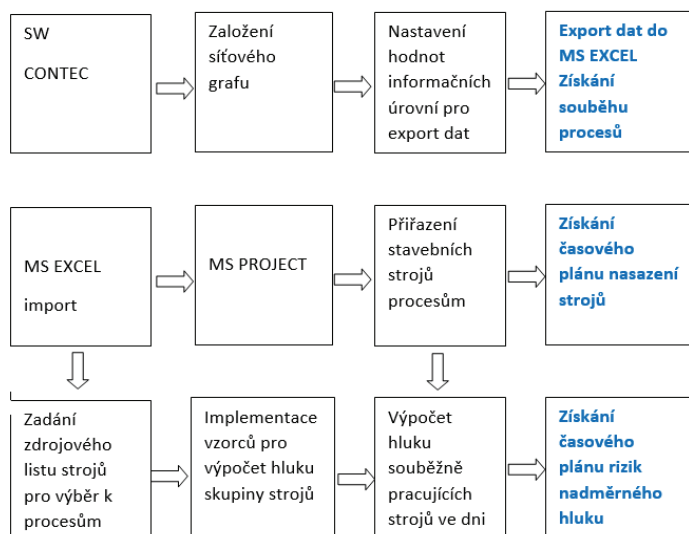 SW
CONTEC
Založení
síťového
grafu
Nastavení
hodnot
informačních
úrovní pro
export dat
Export dat do
MS EXCEL
Získání
souběhu
procesů
MS EXCEL
import
MS PROJECT
Přiřazení
stavebních
strojů
procesům
Získání
časového
plánu nasazení
strojů
Zadání
zdrojového
listu strojů
pro výběr k
procesům
Implementace
vzorců pro
výpočet hluku
skupiny strojů
Výpočet
hluku
souběžně
pracujících
strojů ve dni
Získání
časového
plánu rizik
nadměrného
hluku